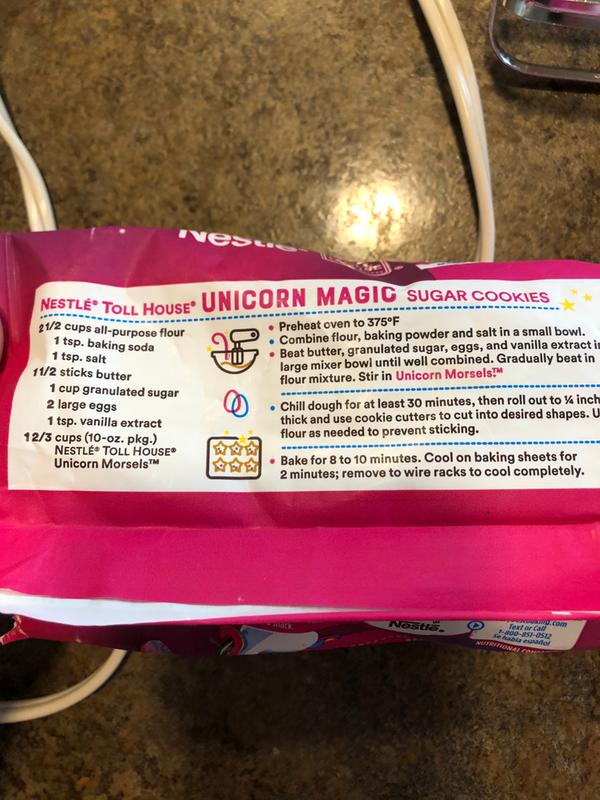 Nestlé
NESTLÉ® TOLL HOUSE® UNICORN MAGIC SUGAR COOKIES
2 1/2 cups all-purpose flour
1 tsp. baking soda
1 tsp. salt
1 1/2 sticks butter
1 cup granulated sugar
2 large eggs
1 tsp. vanilla extract
1 2/3 cups (10-oz. pkg.)
NESTLÉ® TOLL HOUSE®
Unicorn Morsels™
• Preheat oven to 375°F
• Combine flour, baking powder and salt in a small bowl.
• Beat butter, granulated sugar, eggs, and vanilla extract in
large mixer bowl until well combined. Gradually beat in
flour mixture. Stir in Unicorn Morsels™
• Chill dough for at least 30 minutes, then roll out to ¼ inch
thick and use cookie cutters to cut into desired shapes. U
flour as needed to prevent sticking.
• Bake for 8 to 10 minutes. Cool on baking sheets for
2 minutes; remove to wire racks to cool completely.
Nestlé.
Text or Call
1-800-851-0512
Se habla español
NUTRITIONAL